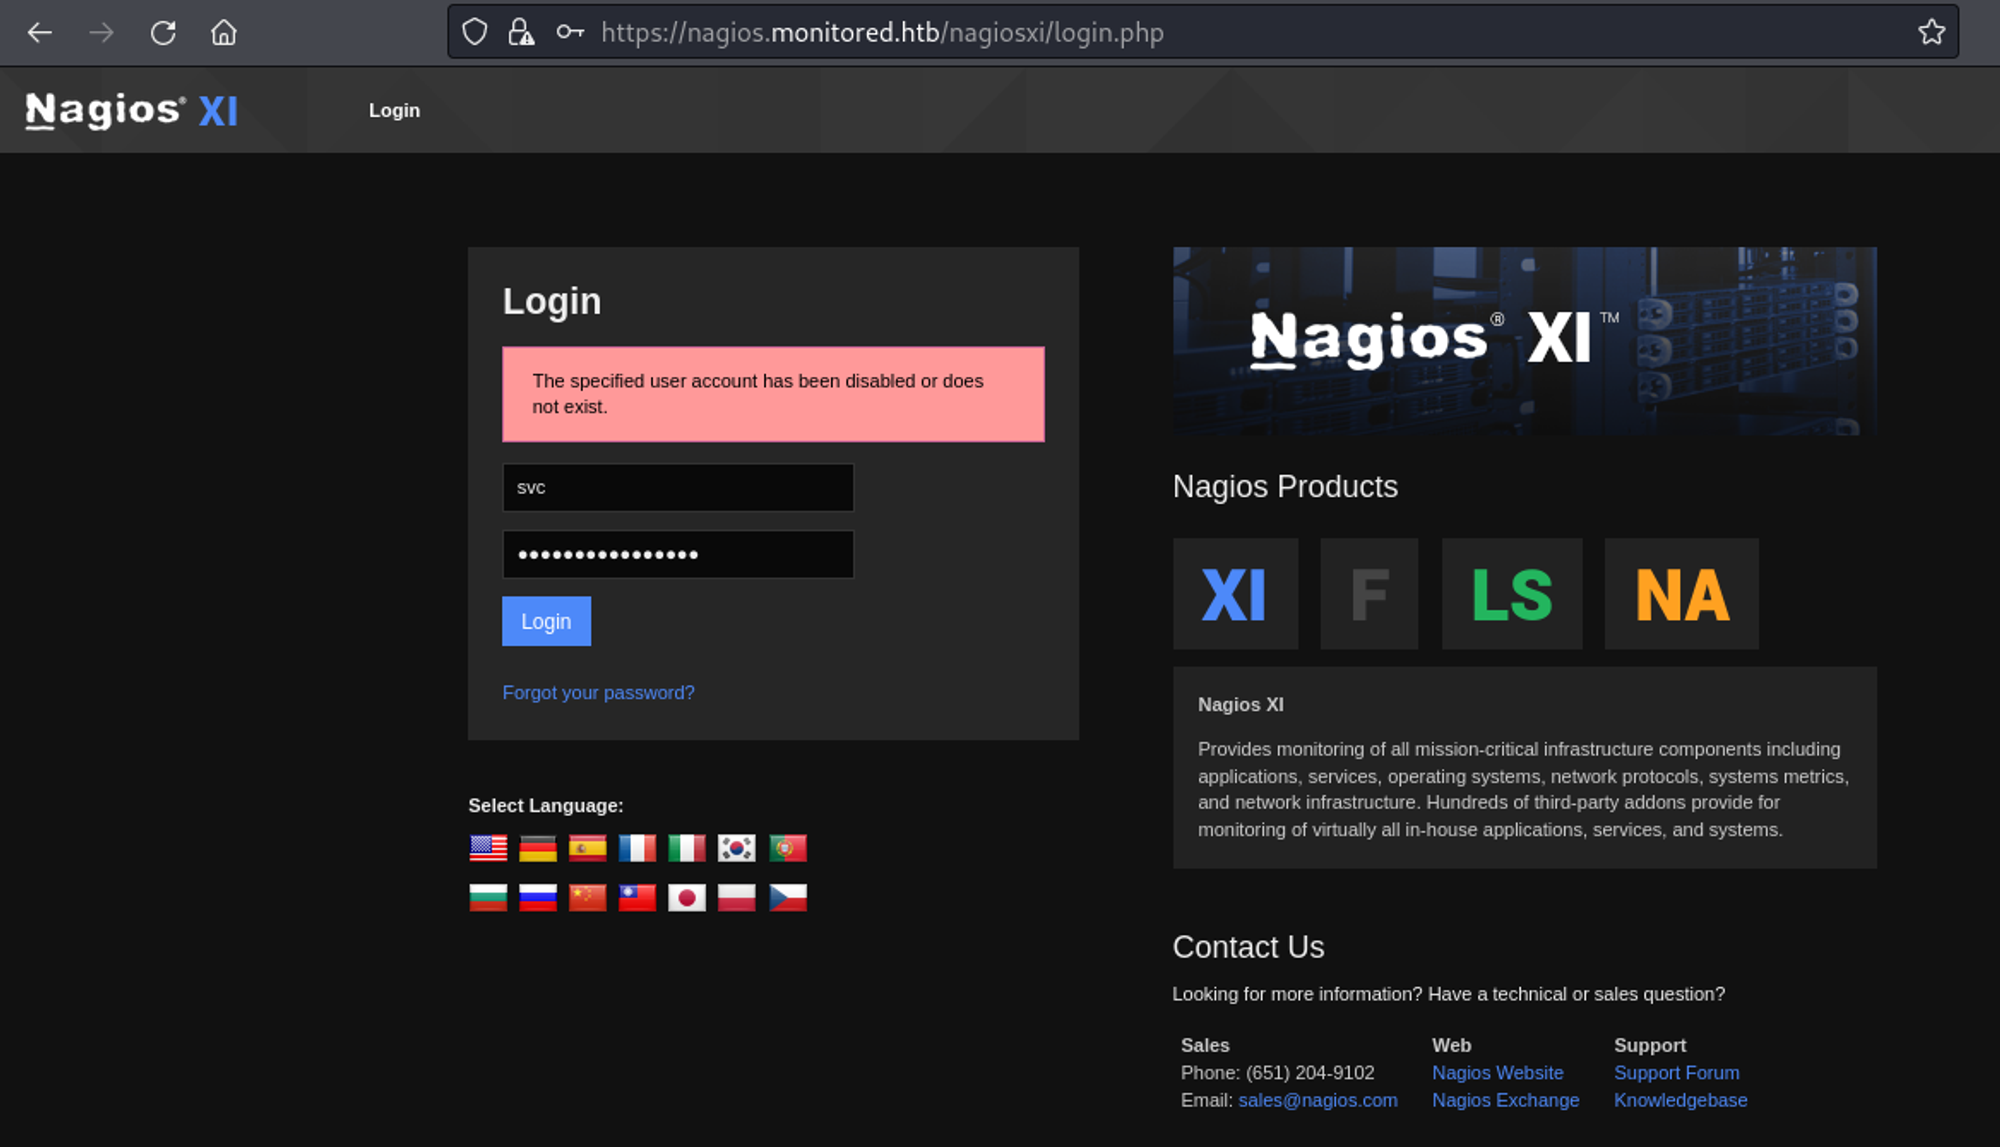 https://nagios.monitored.htb/nagiosxi/login.php
Nagios® XI
Login
Login
The specified user account has been disabled or does
not exist.
svc
••••••••••••••••
Login
Forgot your password?
Select Language:
Nagios® XI™
Nagios Products
XI F LS NA
Nagios XI
Provides monitoring of all mission-critical infrastructure components including
applications, services, operating systems, network protocols, systems metrics,
and network infrastructure. Hundreds of third-party addons provide for
monitoring of virtually all in-house applications, services, and systems.
Contact Us
Looking for more information? Have a technical or sales question?
Sales Web Support
Phone: (651) 204-9102 Nagios Website Support Forum
Email: sales@nagios.com Nagios Exchange Knowledgebase